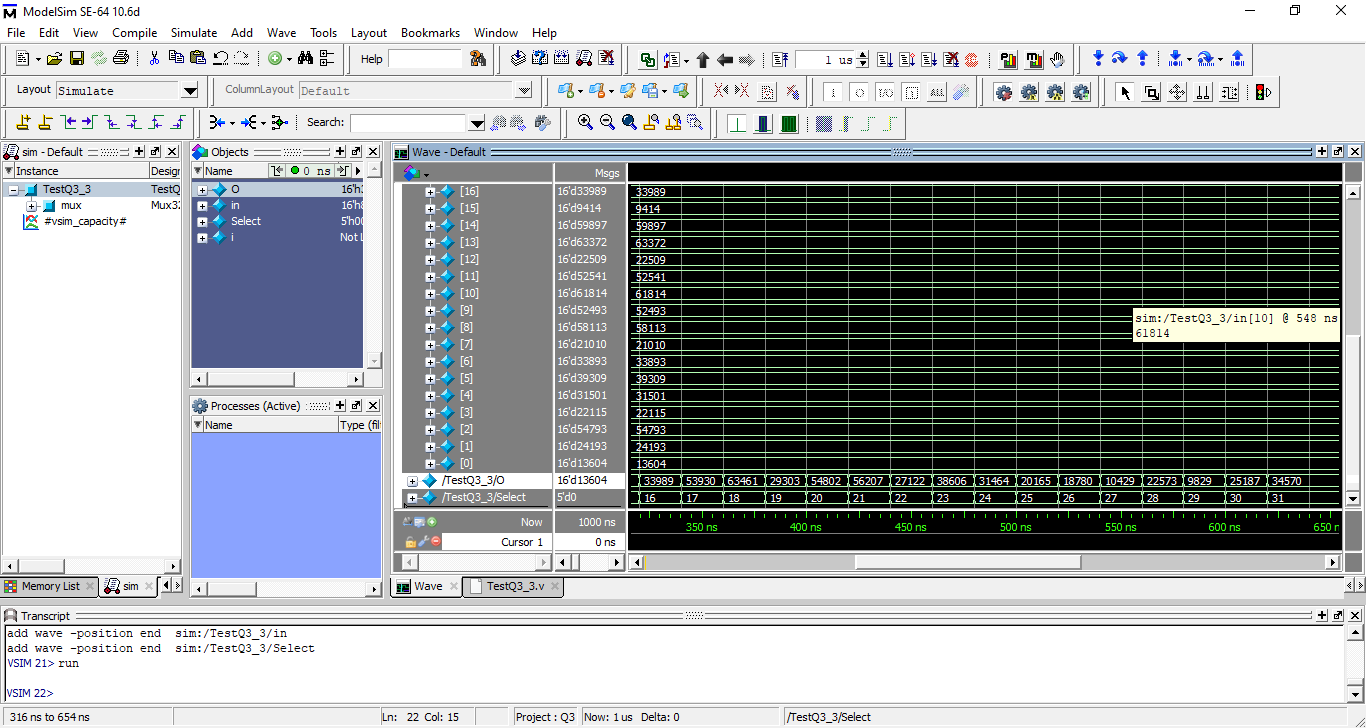 ModelSim SE-64 10.6d
File Edit View Compile Simulate Add Wave Tools Layout Bookmarks Window Help
Help
1 us
Layout Simulate
ColumnLayout Default
ALL
Search:
sim - Default
Instance Design
TestQ3_3 TestQ
mux Mux32
#vsim_capacity#
Objects
Name 0 ns
O 16'h
in 16'h
Select 5'h00
i Not
Processes (Active)
Name Type (filt
Wave - Default
Msgs
[16] 16'd33989 33989
[15] 16'd9414 9414
[14] 16'd59897 59897
[13] 16'd63372 63372
[12] 16'd22509 22509
[11] 16'd52541 52541
[10] 16'd61814 61814
[9] 16'd52493 52493
[8] 16'd58113 58113
[7] 16'd21010 21010
[6] 16'd33893 33893
[5] 16'd39309 39309
[4] 16'd31501 31501
[3] 16'd22115 22115
[2] 16'd54793 54793
[1] 16'd24193 24193
[0] 16'd13604 13604
sim:/TestQ3_3/in[10] @ 548 ns
61814
/TestQ3_3/O 16'd13604 33989 53930 63461 29303 54802 56207 27122 38606 31464 20165 18780 10429 22573 9829 25187 34570
/TestQ3_3/Select 5'd0 16 17 18 19 20 21 22 23 24 25 26 27 28 29 30 31
Now 1000 ns 350 ns 400 ns 450 ns 500 ns 550 ns 600 ns 650 n
Cursor 1 0 ns
Memory List sim
Wave TestQ3_3.v
Transcript
add wave -position end sim:/TestQ3_3/in
add wave -position end sim:/TestQ3_3/Select
VSIM 21> run
VSIM 22>
316 ns to 654 ns Ln: 22 Col: 15 Project : Q3 Now: 1 us Delta: 0 /TestQ3_3/Select